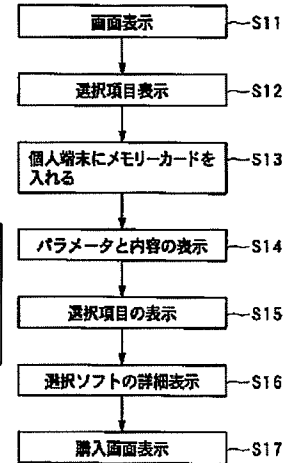 画面表示 S11
選択項目表示 S12
個人端末にメモリーカードを S13
入れる
パラメータと内容の表示 S14
選択項目の表示 S15
選択ソフトの詳細表示 S16
購入画面表示 S17